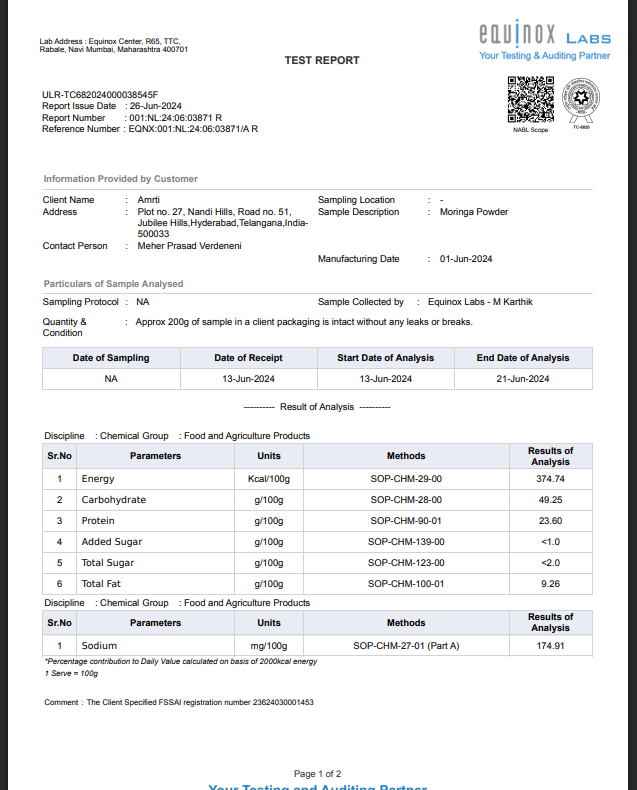 equinox LABS
Your Testing & Auditing Partner
Lab Address : Equinox Center, R65, TTC,
Rabale, Navi Mumbai, Maharashtra 400701
TEST REPORT
ULR-TC682024000038545F
Report Issue Date : 26-Jun-2024
Report Number : 001:NL:24:06:03871 R
Reference Number : EQNX:001:NL:24:06:03871/A R
NABL Scope
TC-6820
Information Provided by Customer
Client Name : Amrti Sampling Location : -
Address : Plot no. 27, Nandi Hills, Road no. 51, Sample Description : Moringa Powder
Jubilee Hills,Hyderabad,Telangana,India-
500033
Contact Person : Meher Prasad Verdeneni
Manufacturing Date : 01-Jun-2024
Particulars of Sample Analysed
Sampling Protocol : NA Sample Collected by : Equinox Labs - M Karthik
Quantity & : Approx 200g of sample in a client packaging is intact without any leaks or breaks.
Condition
Date of Sampling Date of Receipt Start Date of Analysis End Date of Analysis
NA 13-Jun-2024 13-Jun-2024 21-Jun-2024
---------- Result of Analysis ----------
Discipline : Chemical Group : Food and Agriculture Products
Sr.No Parameters Units Methods Results of
Analysis
1 Energy Kcal/100g SOP-CHM-29-00 374.74
2 Carbohydrate g/100g SOP-CHM-28-00 49.25
3 Protein g/100g SOP-CHM-90-01 23.60
4 Added Sugar g/100g SOP-CHM-139-00 <1.0
5 Total Sugar g/100g SOP-CHM-123-00 <2.0
6 Total Fat g/100g SOP-CHM-100-01 9.26
Discipline : Chemical Group : Food and Agriculture Products
Sr.No Parameters Units Methods Results of
Analysis
1 Sodium mg/100g SOP-CHM-27-01 (Part A) 174.91
*Percentage contribution to Daily Value calculated on basis of 2000kcal energy
1 Serve = 100g
Comment : The Client Specified FSSAI registration number 23624030001453
Page 1 of 2
Your Testing and Auditing Partner